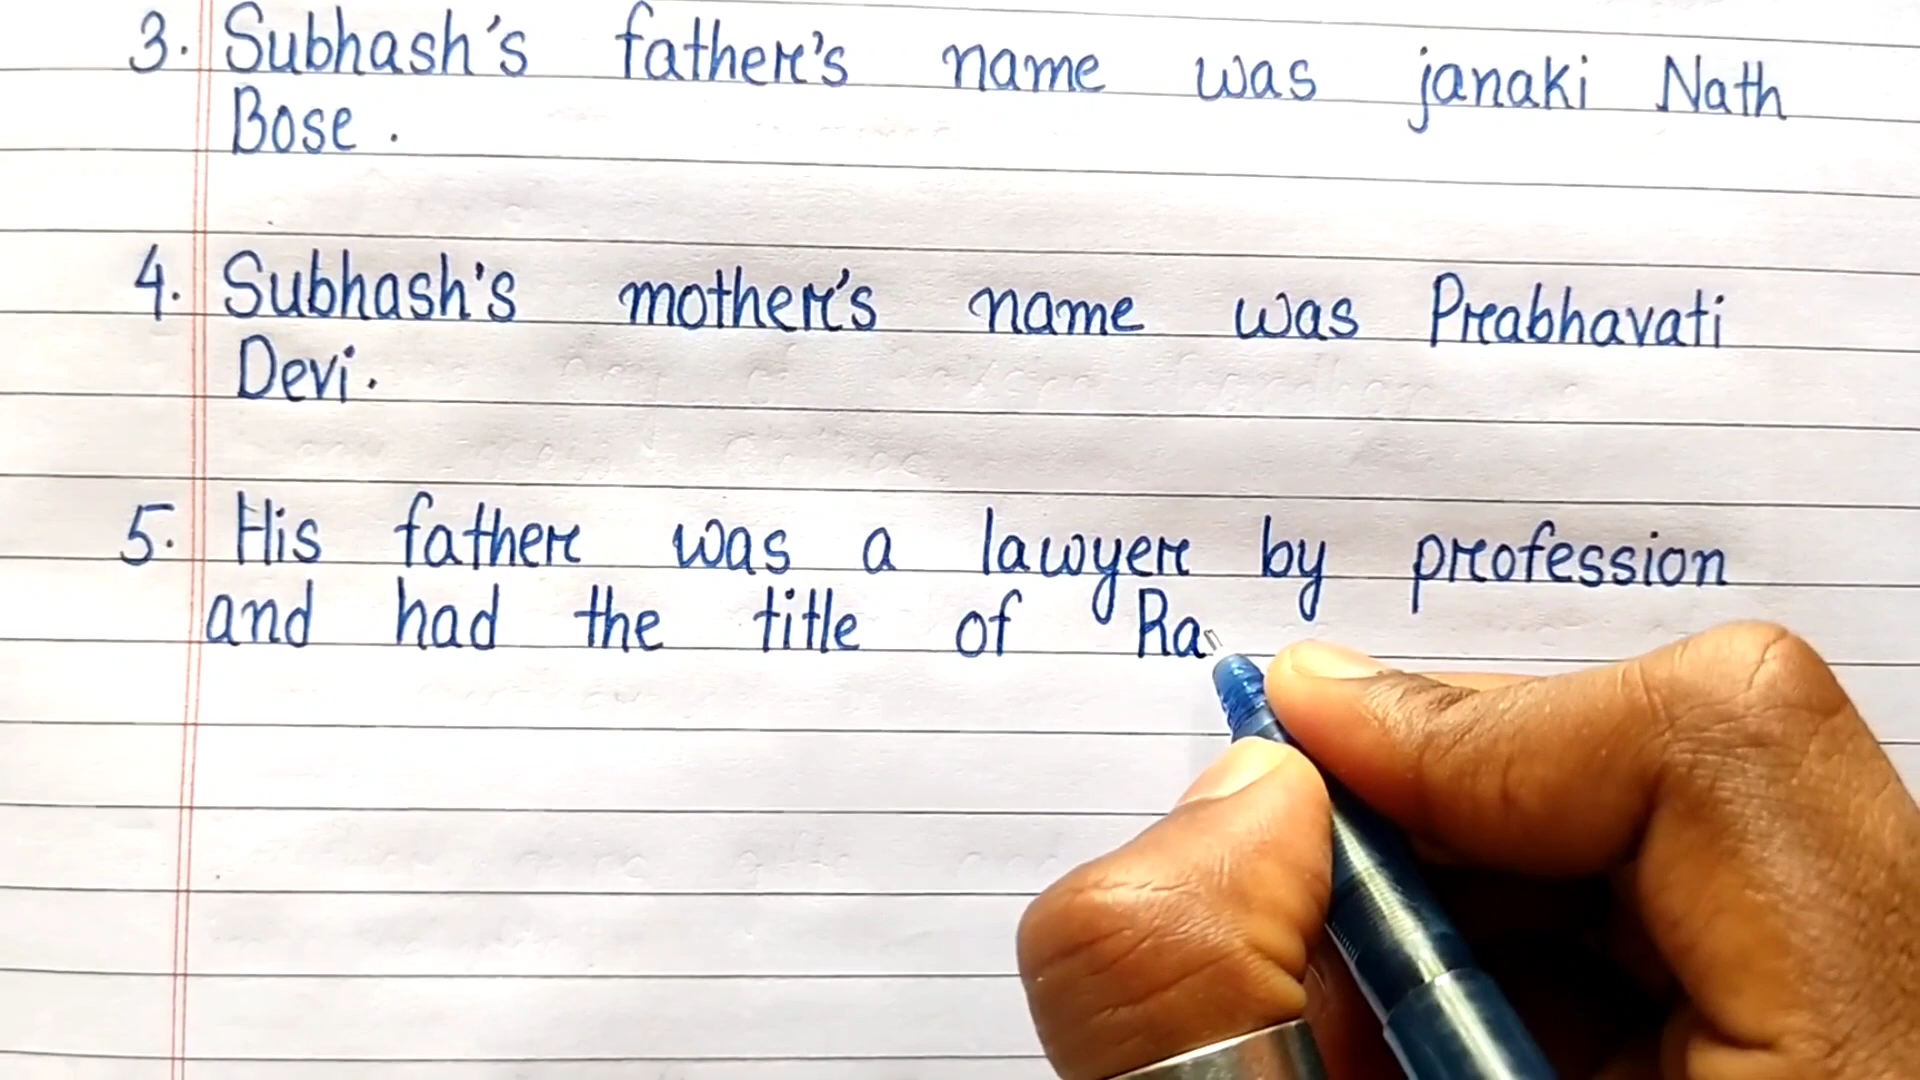 3. Subhash's father's name was janaki Nath
Bose.
4. Subhash's mother's name was Prabhavati
Devi.
5. His father was a lawyer by profession
and had the title of Ra